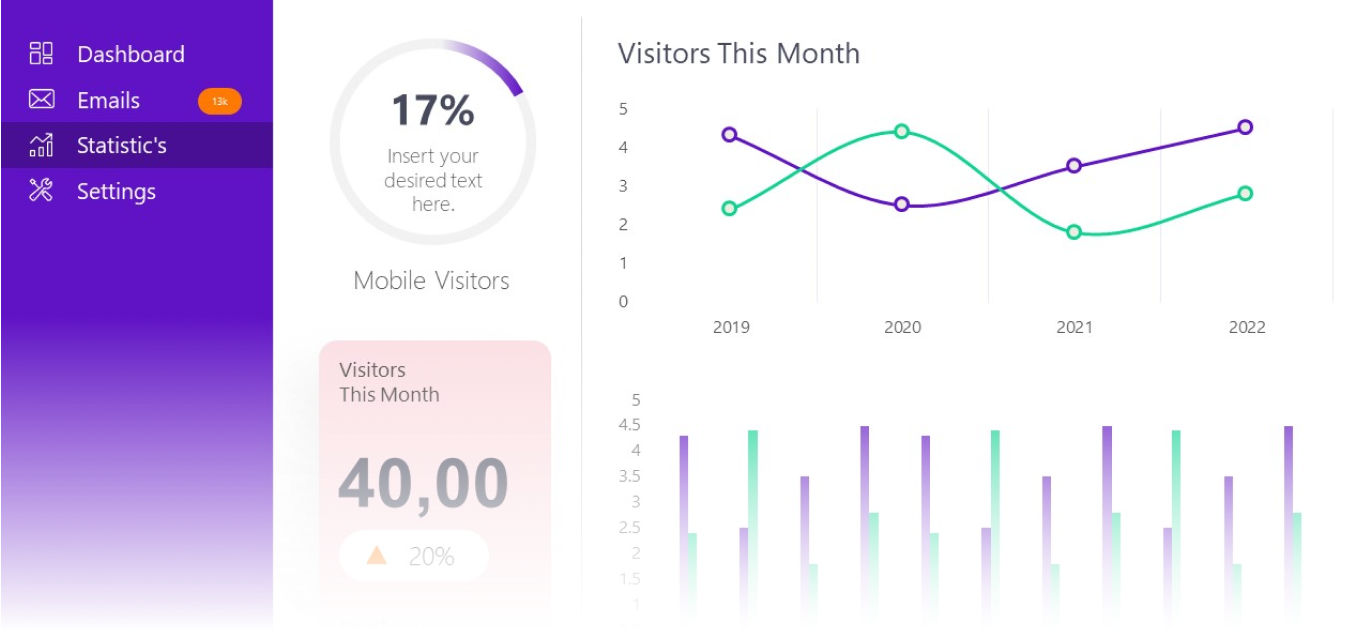 Dashboard
Emails
13k
Statistic's
Settings
17%
Insert your
desired text
here.
Mobile Visitors
Visitors
This Month
40,00
20%
Visitors This Month
5
4
3
2
1
0
2019
2020
2021
2022
5
4.5
4
3.5
3
2.5
2
1.5
1